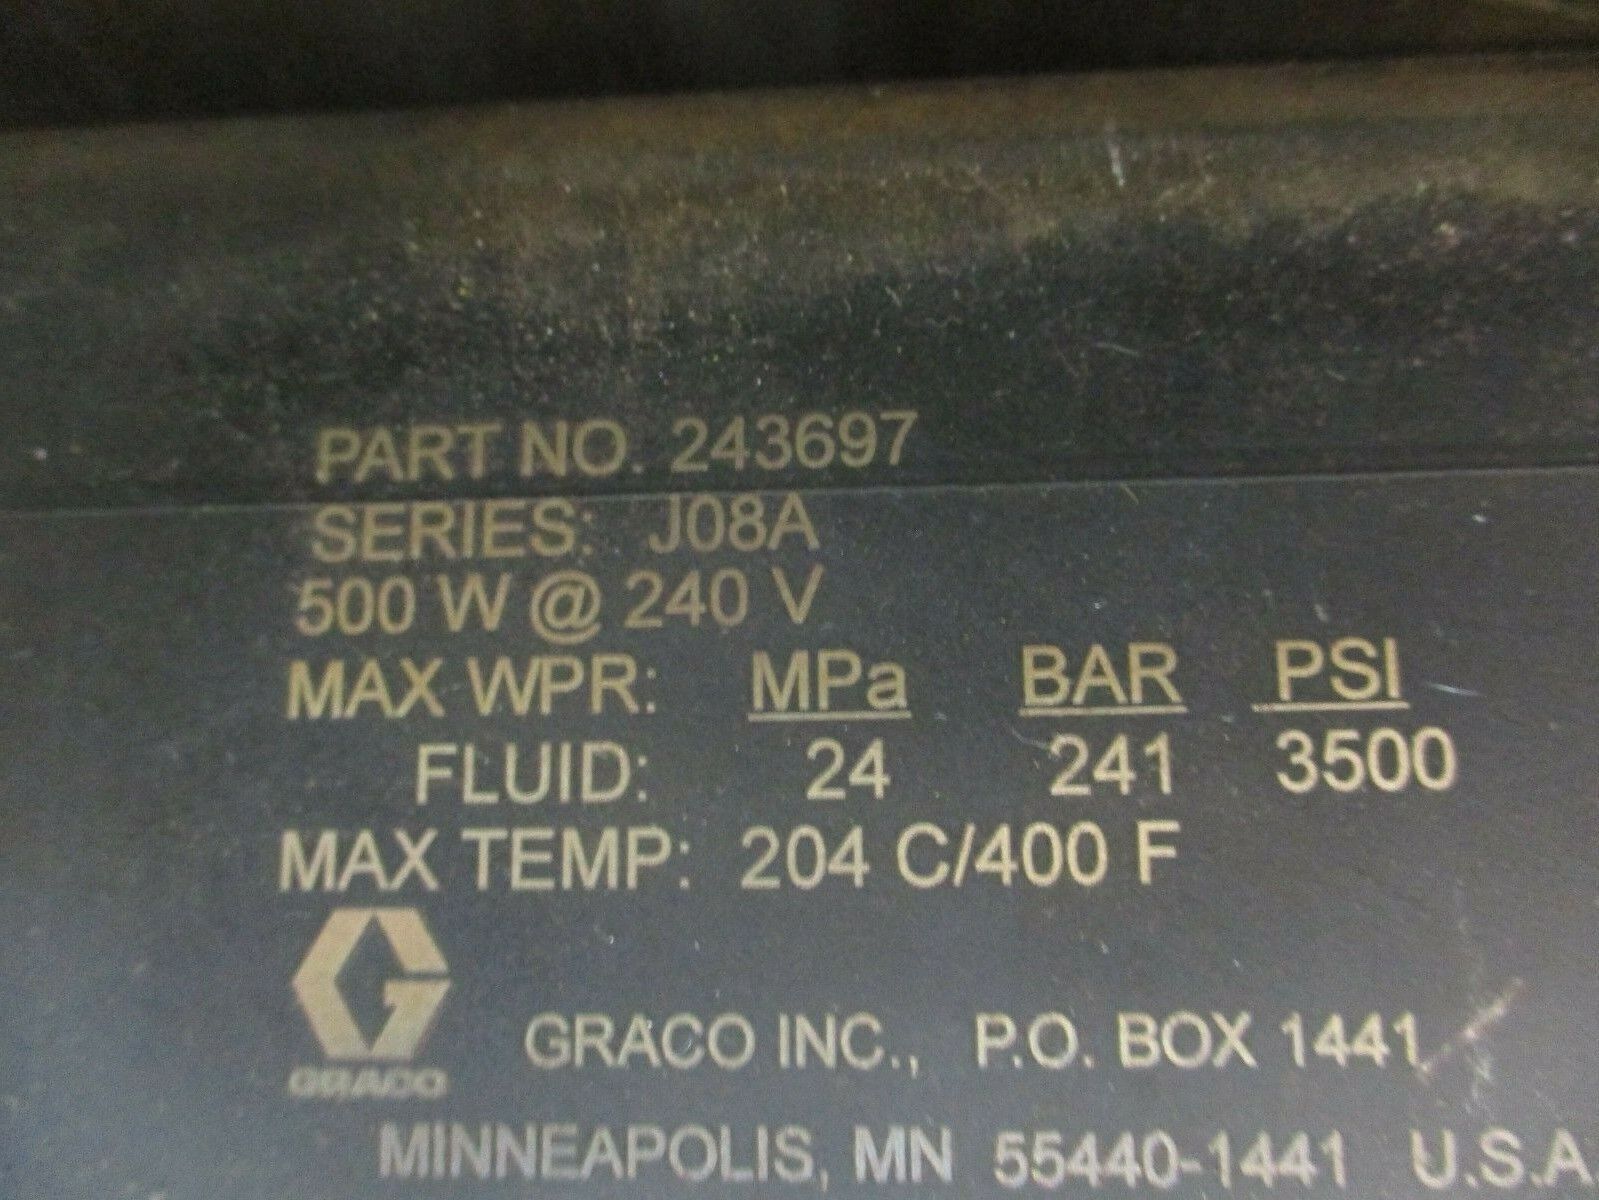 PART NO. 243697
SERIES: J08A
500 W @ 240 V
MAX WPR: MPa BAR PSI
FLUID: 24 241 3500
MAX TEMP: 204 C/400 F
GRACO
GRACO INC., P.O. BOX 1441
MINNEAPOLIS, MN 55440-1441 U.S.A.